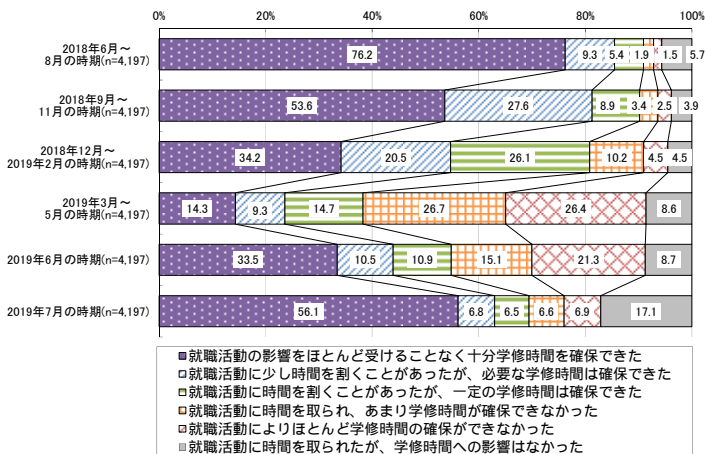 0% 20% 40% 60% 80% 100%
2018年6月~
8月の時期(n=4,197)
76.2 9.3 5.4 1.9 1.5 5.7
2018年9月~
11月の時期(n=4,197)
53.6 27.6 8.9 3.4 2.5 3.9
2018年12月~
2019年2月の時期(n=4,197)
34.2 20.5 26.1 10.2 4.5 4.5
2019年3月~
5月の時期(n=4,197)
14.3 9.3 14.7 26.7 26.4 8.6
2019年6月の時期(n=4,197)
33.5 10.5 10.9 15.1 21.3 8.7
2019年7月の時期(n=4,197)
56.1 6.8 6.5 6.6 6.9 17.1
就職活動の影響をほとんど受けることなく十分学修時間を確保できた
就職活動に少し時間を割くことがあったが、必要な学修時間は確保できた
就職活動に時間を割くことがあったが、一定の学修時間は確保できた
就職活動に時間を取られ、あまり学修時間が確保できなかった
就職活動によりほとんど学修時間の確保ができなかった
就職活動に時間を取られたが、学修時間への影響はなかった